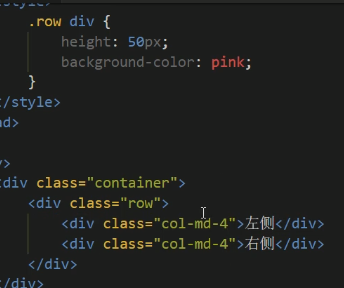 style>
.row div {
height: 50px;
background-color: pink;
}
/style>
ad>
y>
div class="container">
<div class="row">
<div class="col-md-4">左侧</div>
<div class="col-md-4">右侧</div>
</div>
/div>